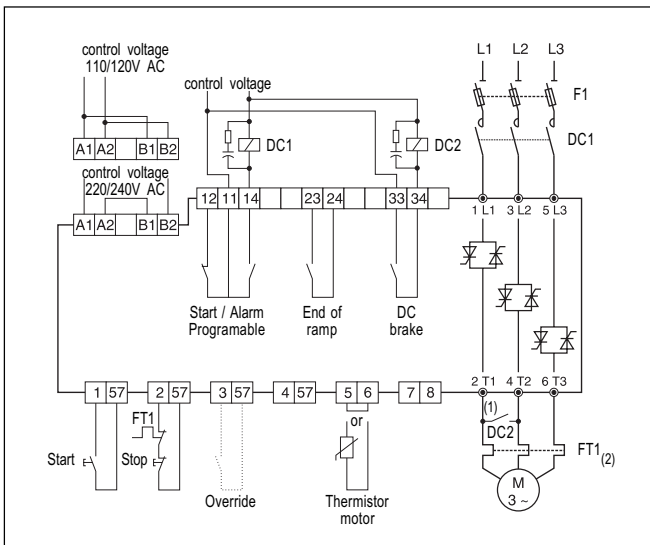 control voltage
110/120V AC
A1 A2 B1 B2
control voltage
220/240V AC
A1 A2 B1 B2
control voltage
DC1
DC2
12 11 14 23 24 33 34
Start / Alarm
Programable
End of
ramp
DC
brake
L1 L2 L3
F1
DC1
1 L1 3 L2 5 L3
2 T1 4 T2 6 T3
(1)
DC2
FT1 (2)
M
3 ~
1 57 2 57 3 57 4 57 5 6 7 8
FT1
or
Start
Stop
Override
Thermistor
motor